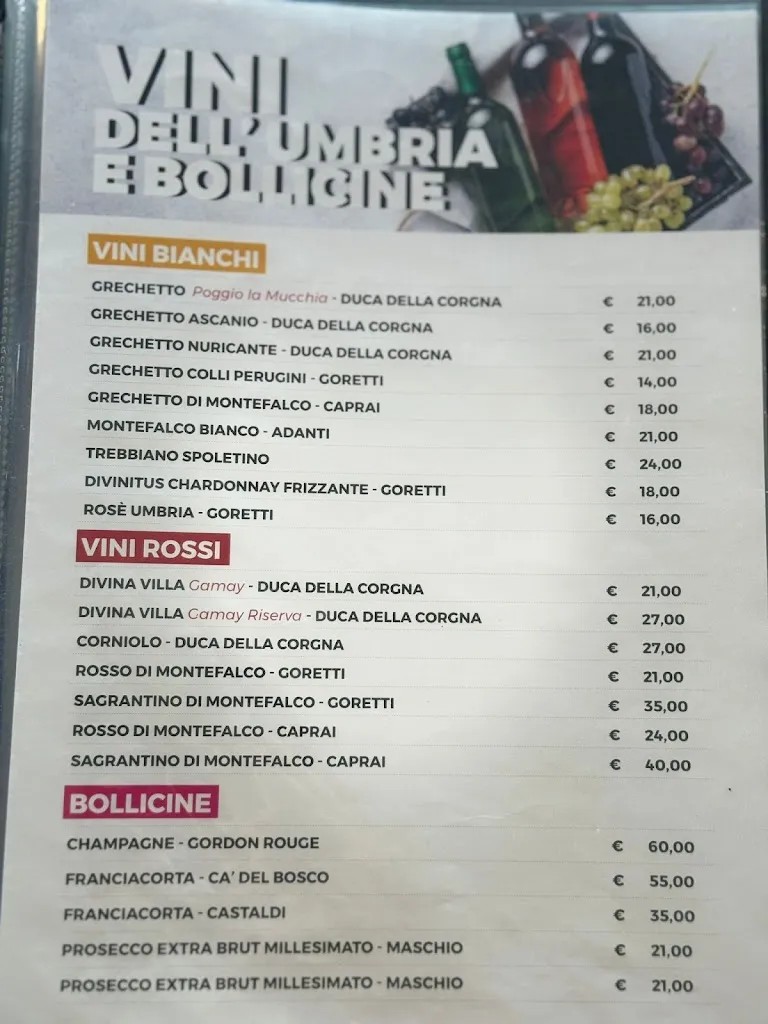 VINI
DELL'UMBRIA
E BOLLICINE
VINI BIANCHI
GRECHETTO Poggio la Mucchia - DUCA DELLA CORGNA € 21,00
GRECHETTO ASCANIO - DUCA DELLA CORGNA € 16,00
GRECHETTO NURICANTE - DUCA DELLA CORGNA € 21,00
GRECHETTO COLLI PERUGINI - GORETTI € 14,00
GRECHETTO DI MONTEFALCO - CAPRAI € 18,00
MONTEFALCO BIANCO - ADANTI € 21,00
TREBBIANO SPOLETINO € 24,00
DIVINITUS CHARDONNAY FRIZZANTE - GORETTI € 18,00
ROSÈ UMBRIA - GORETTI € 16,00
VINI ROSSI
DIVINA VILLA Gamay - DUCA DELLA CORGNA € 21,00
DIVINA VILLA Gamay Riserva - DUCA DELLA CORGNA € 27,00
CORNIOLO - DUCA DELLA CORGNA € 27,00
ROSSO DI MONTEFALCO - GORETTI € 21,00
SAGRANTINO DI MONTEFALCO - GORETTI € 35,00
ROSSO DI MONTEFALCO - CAPRAI € 24,00
SAGRANTINO DI MONTEFALCO - CAPRAI € 40,00
BOLLICINE
CHAMPAGNE - GORDON ROUGE € 60,00
FRANCIACORTA - CA' DEL BOSCO € 55,00
FRANCIACORTA - CASTALDI € 35,00
PROSECCO EXTRA BRUT MILLESIMATO - MASCHIO € 21,00
PROSECCO EXTRA BRUT MILLESIMATO - MASCHIO € 21,00